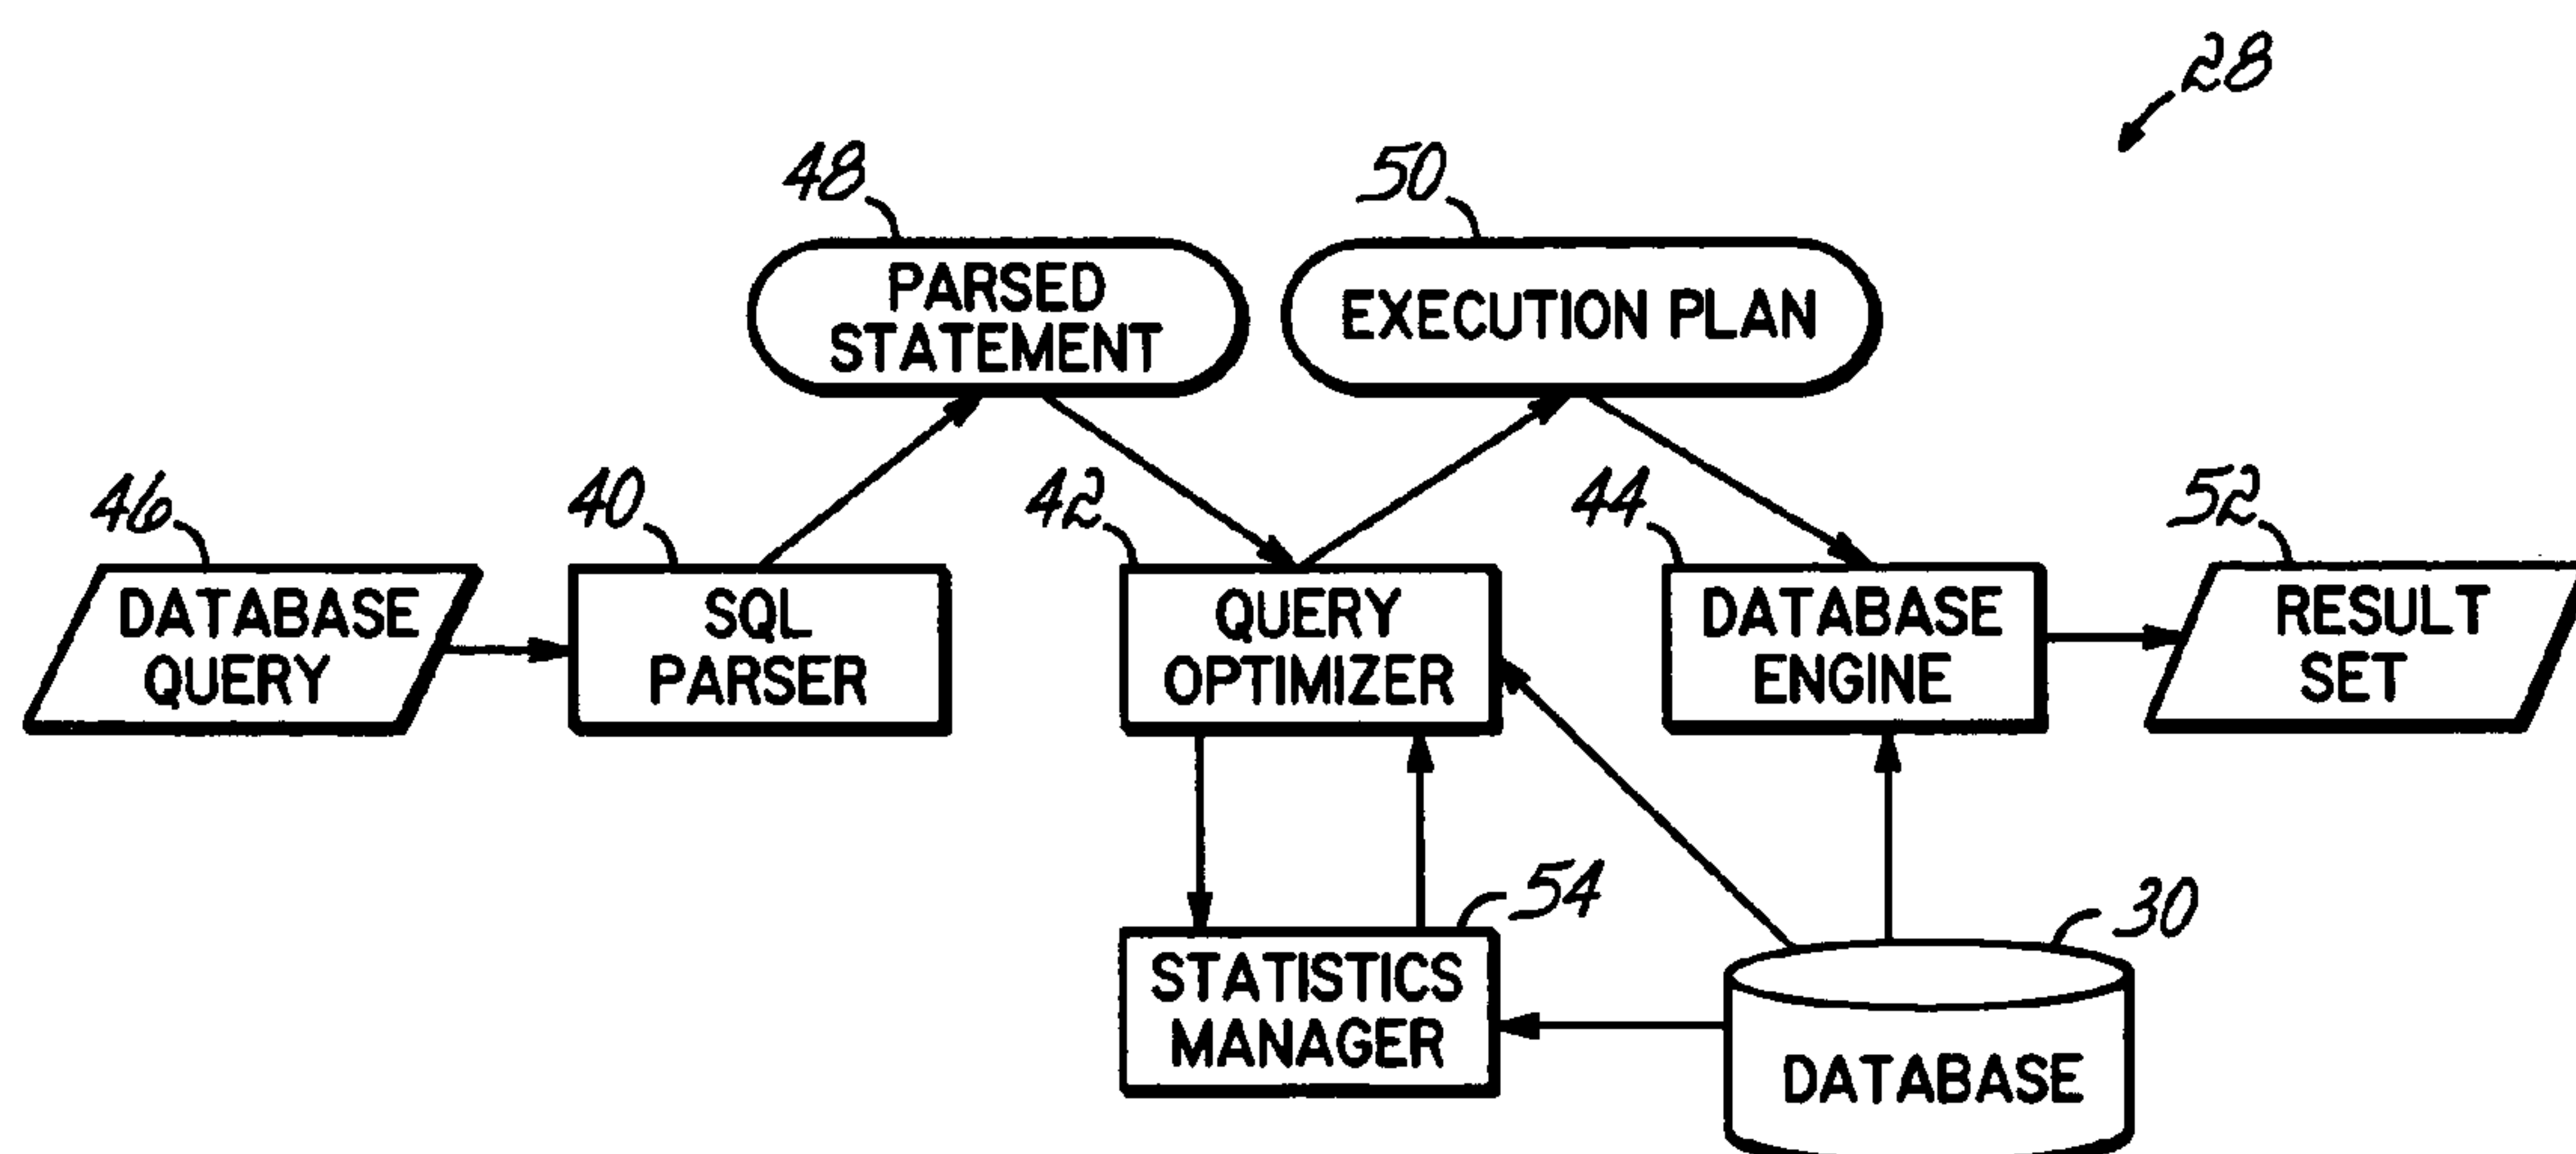 28
48
50
PARSED
STATEMENT
EXECUTION PLAN
46
40
42
44
52
DATABASE
QUERY
SQL
PARSER
QUERY
OPTIMIZER
DATABASE
ENGINE
RESULT
SET
54
30
STATISTICS
MANAGER
DATABASE